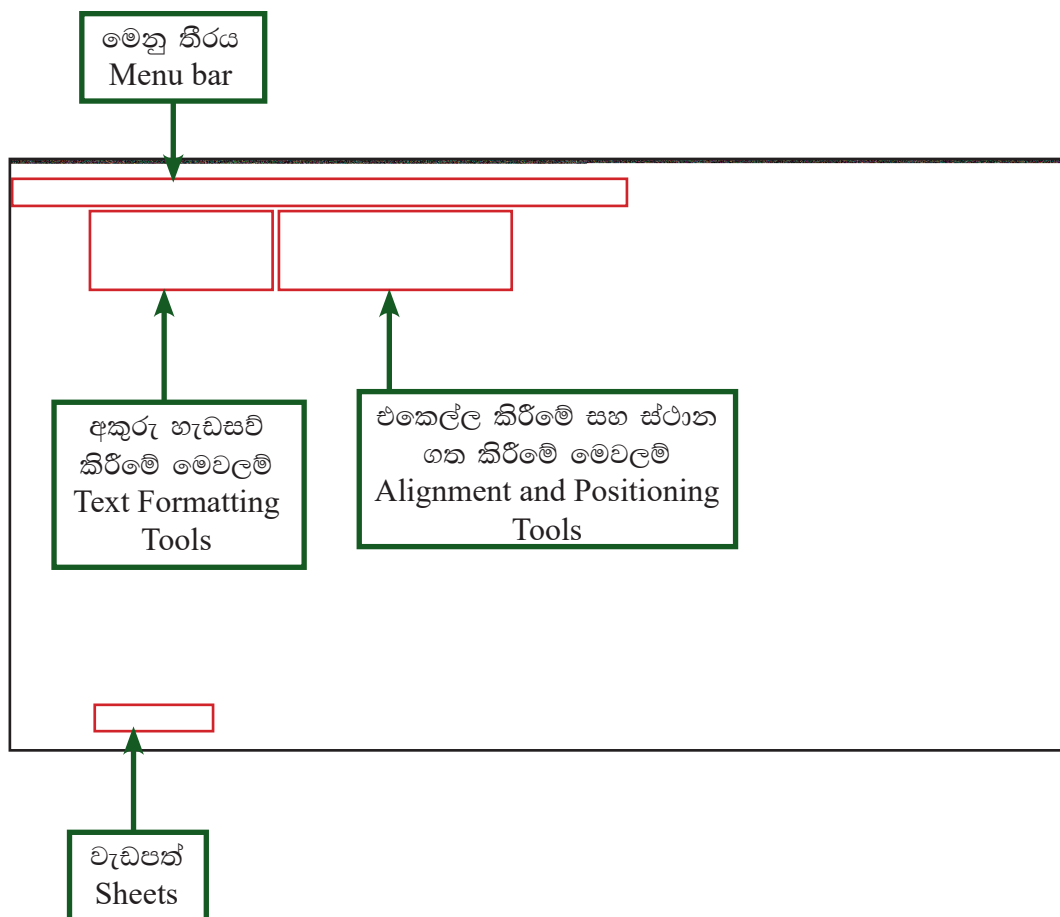 මෙනු තීරය
Menu bar
අකුරු හැඩසව්
කිරීමේ මෙවලම්
Text Formatting
Tools
එකෙල්ල කිරීමේ සහ ස්ථාන
ගත කිරීමේ මෙවලම්
Alignment and Positioning
Tools
වැඩපත්
Sheets